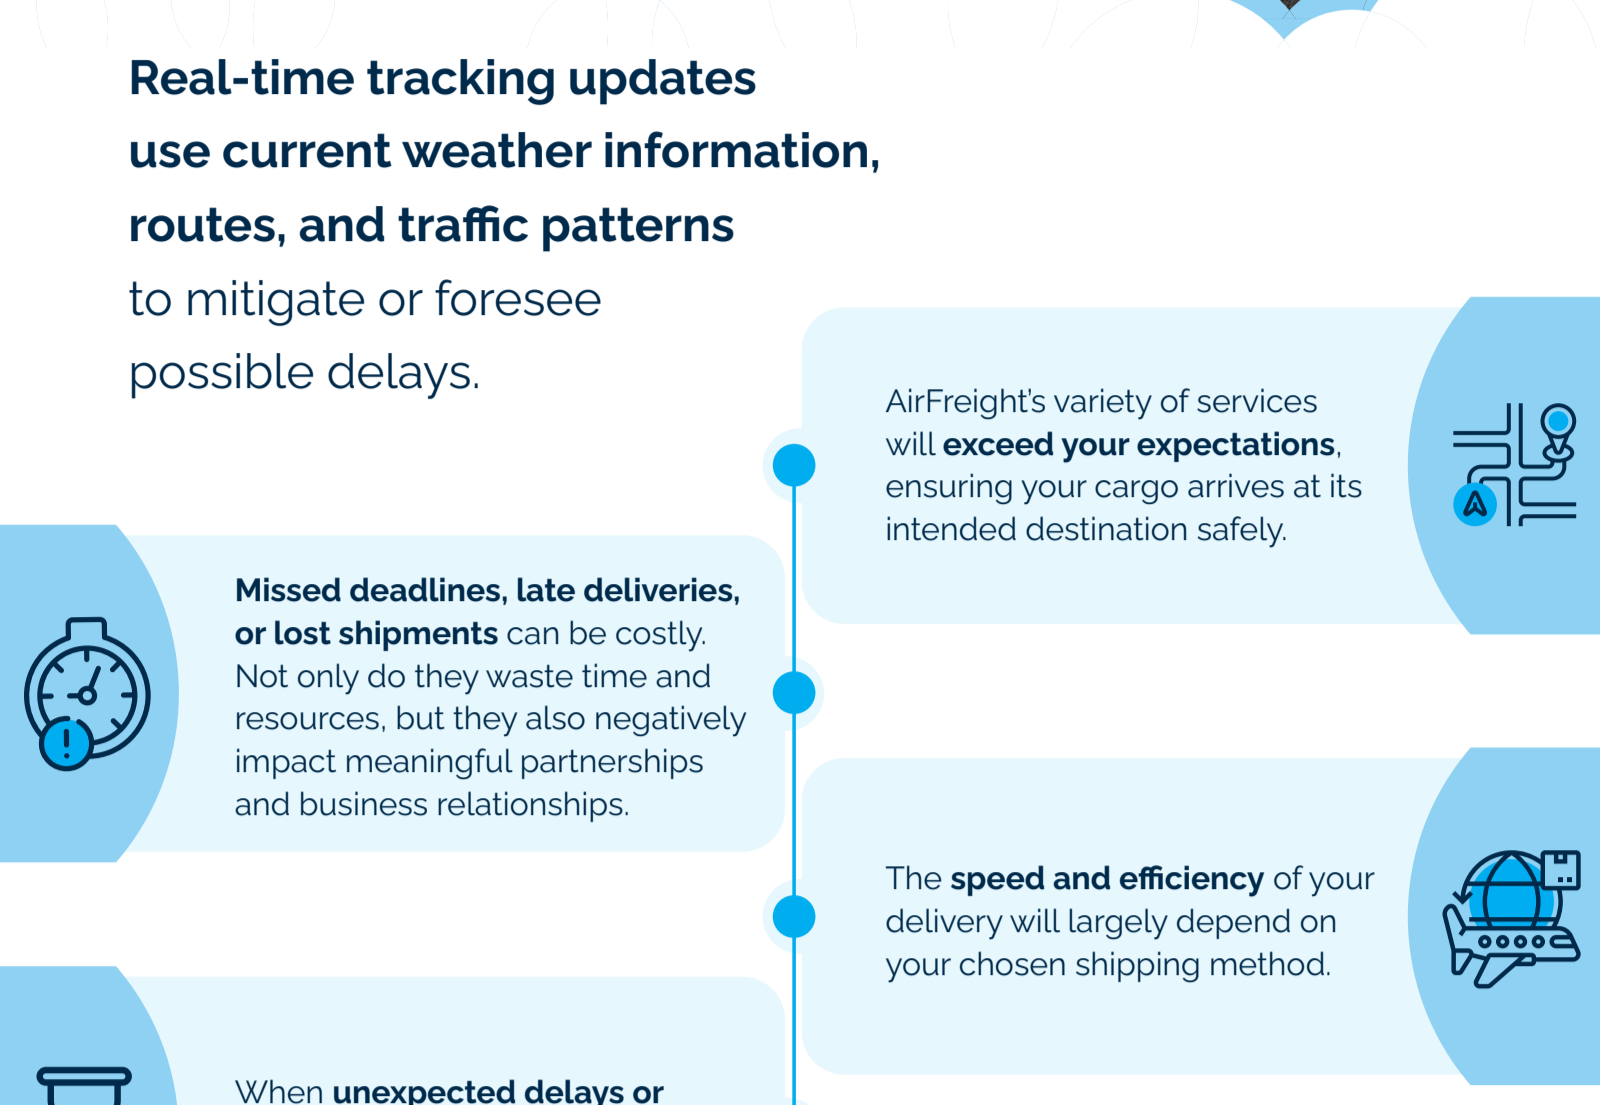 Real-time tracking updates
use current weather information,
routes, and traffic patterns
to mitigate or foresee
possible delays.
AirFreight's variety of services
will exceed your expectations,
ensuring your cargo arrives at its
intended destination safely.
Missed deadlines, late deliveries,
or lost shipments can be costly.
Not only do they waste time and
resources, but they also negatively
impact meaningful partnerships
and business relationships.
The speed and efficiency of your
delivery will largely depend on
your chosen shipping method.
When unexpected delays or